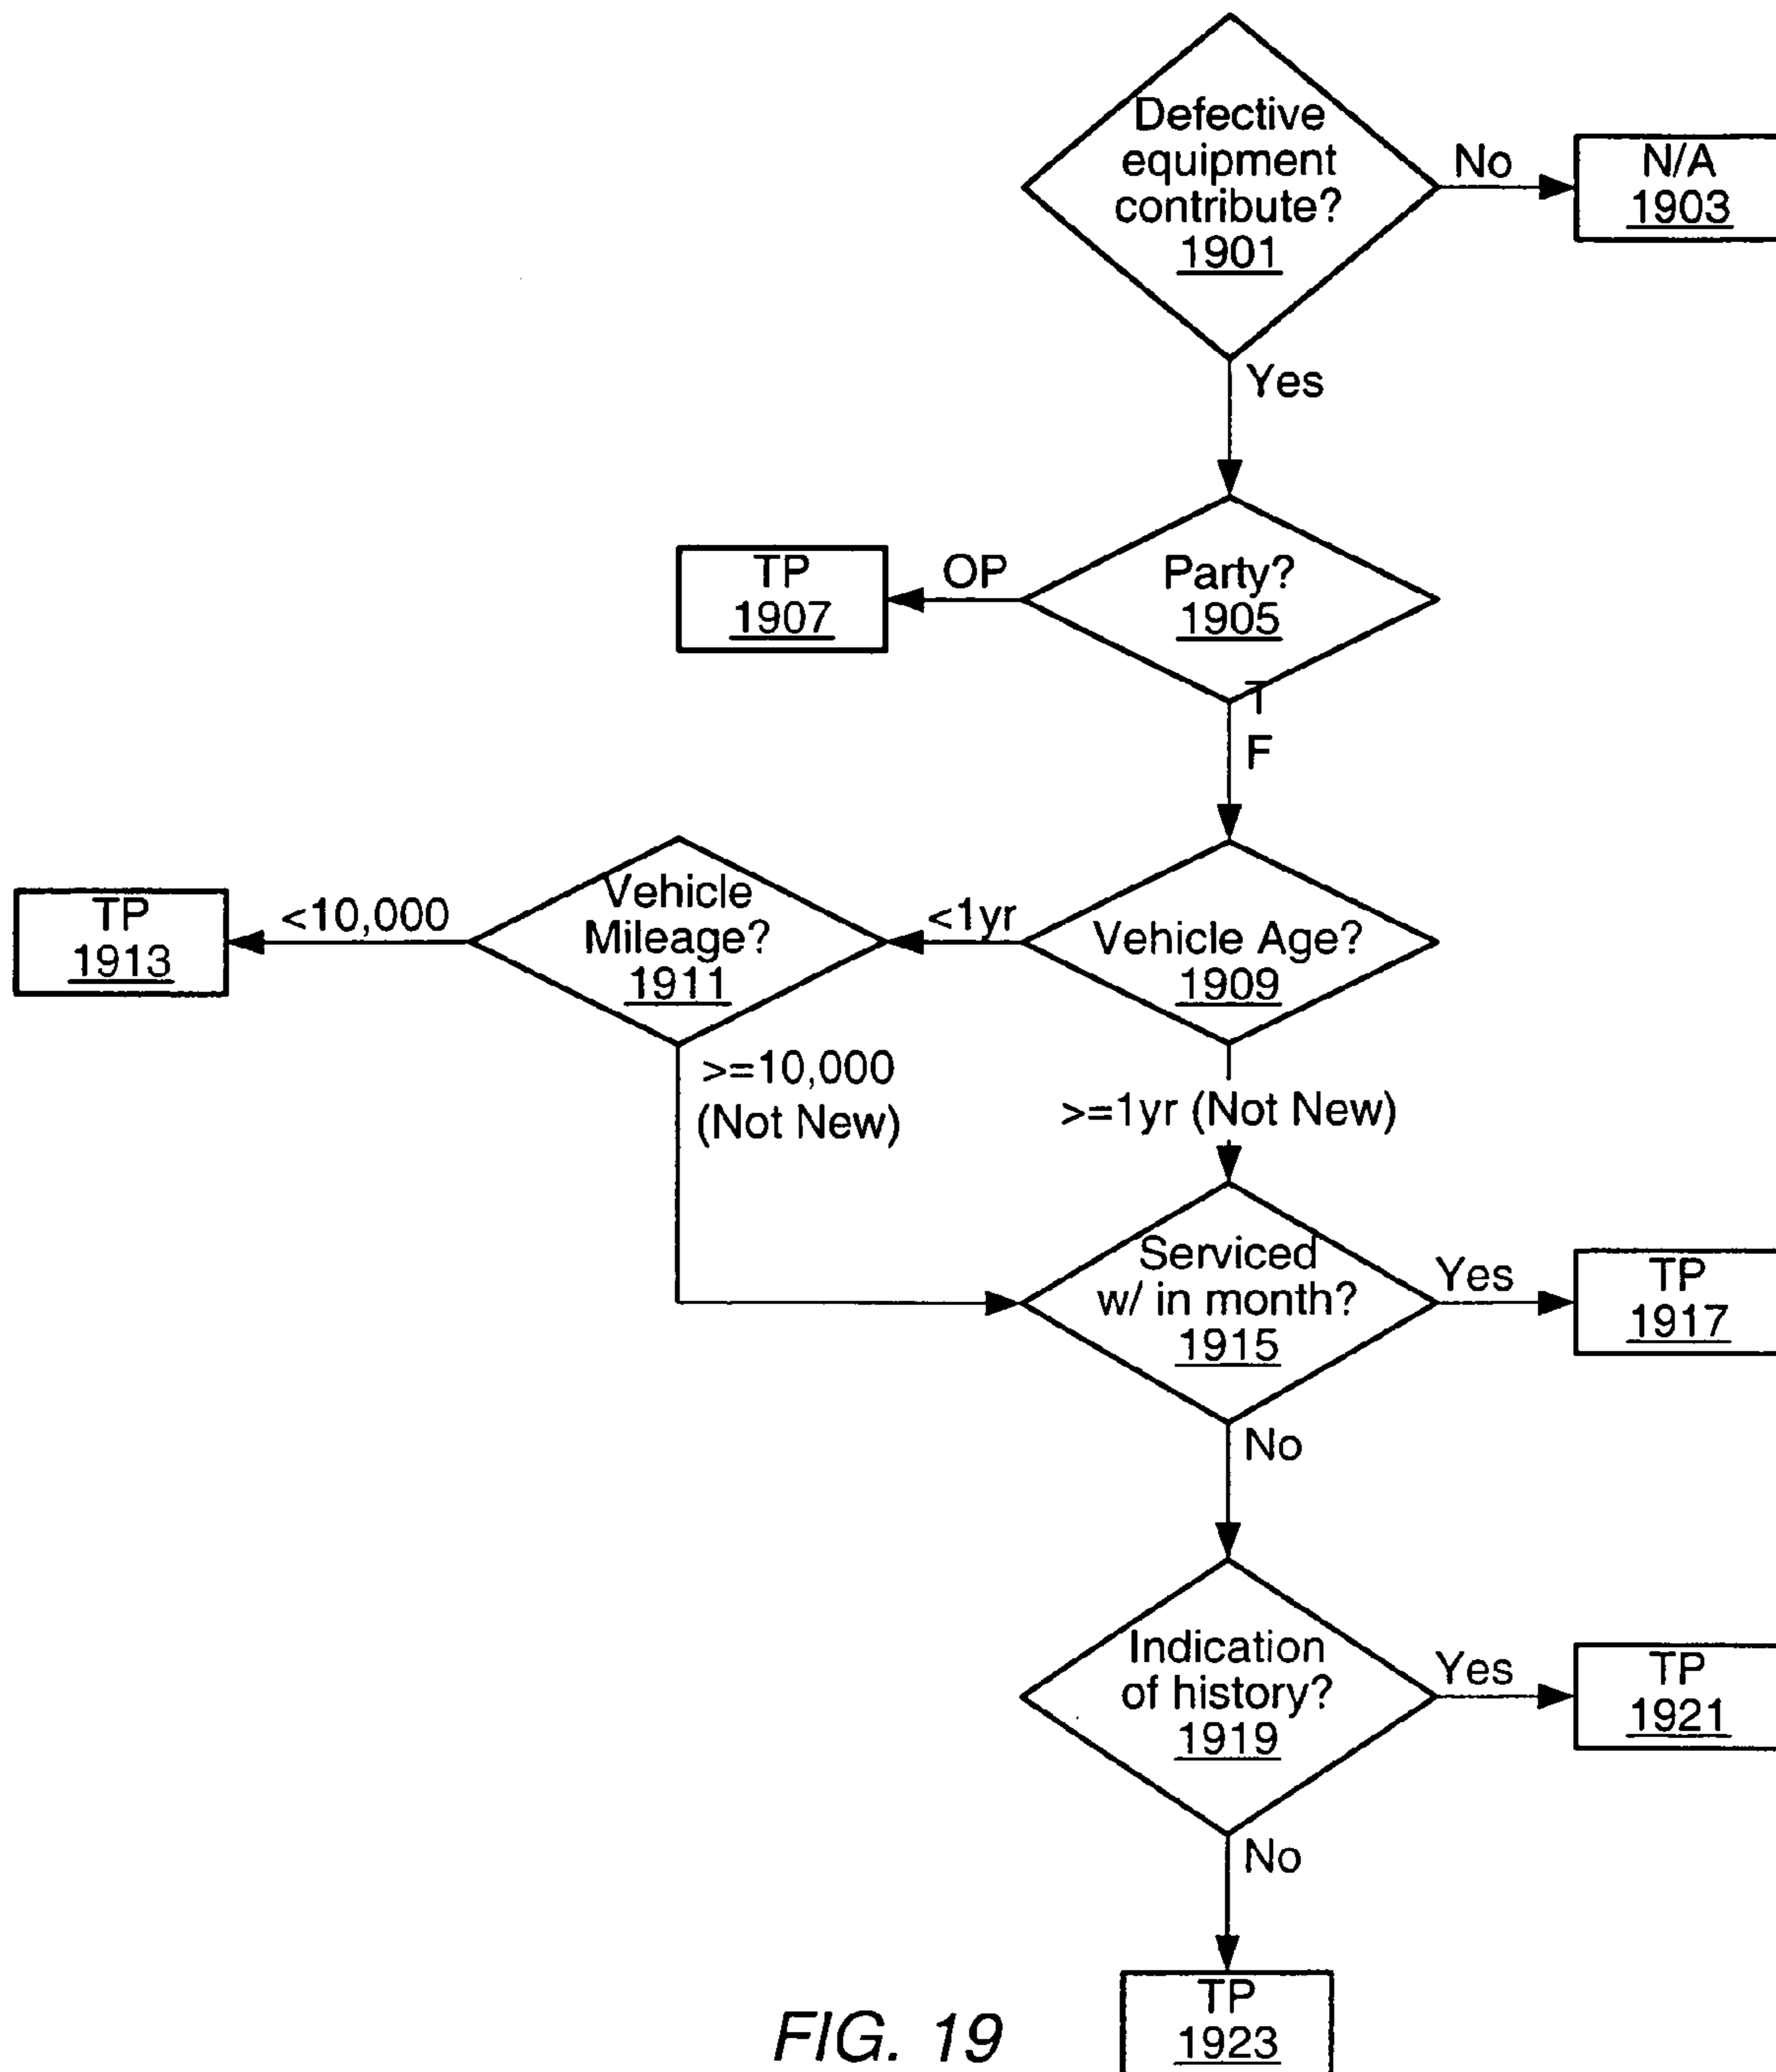 Defective
equipment
contribute?
1901
No
N/A
1903
Yes
Party?
1905
OP
TP
1907
T
F
Vehicle Age?
1909
<1yr
Vehicle
Mileage?
1911
<10,000
TP
1913
>=10,000
(Not New)
>=1yr (Not New)
Serviced
w/ in month?
1915
Yes
TP
1917
No
Indication
of history?
1919
Yes
TP
1921
No
TP
1923
FIG. 19